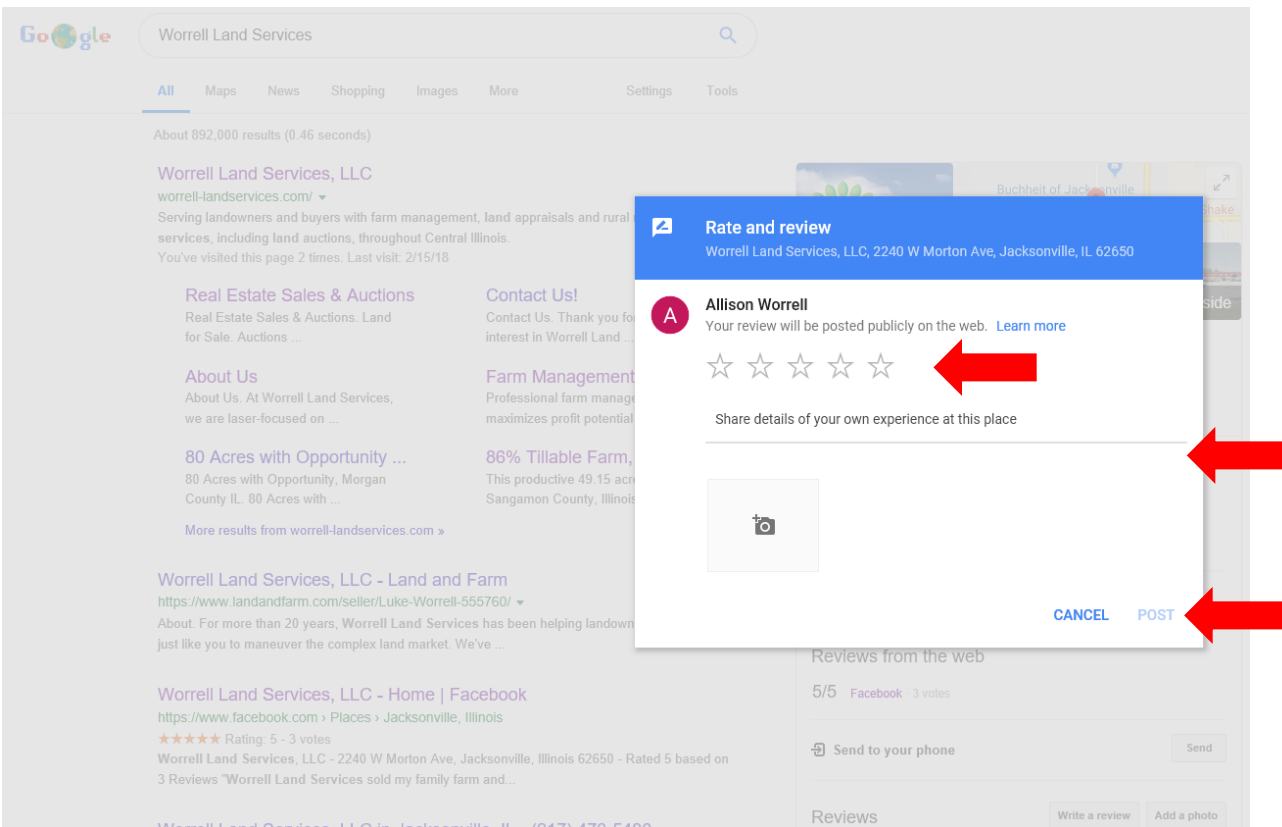 Google
Worrell Land Services
All Maps News Shopping Images More Settings Tools
About 892,000 results (0.46 seconds)
Worrell Land Services, LLC
worrell-landservices.com/
Serving landowners and buyers with farm management, land appraisals and rural
services, including land auctions, throughout Central Illinois.
You've visited this page 2 times. Last visit: 2/15/18
Real Estate Sales & Auctions
Real Estate Sales & Auctions. Land
for Sale. Auctions ...
Contact Us!
Contact Us. Thank you fo
interest in Worrell Land ...
About Us
About Us. At Worrell Land Services,
we are laser-focused on ...
Farm Management
Professional farm manage
maximizes profit potential
80 Acres with Opportunity ...
80 Acres with Opportunity, Morgan
County IL. 80 Acres with ...
86% Tillable Farm,
This productive 49.15 acr
Sangamon County, Illinois
More results from worrell-landservices.com »
Worrell Land Services, LLC - Land and Farm
https://www.landandfarm.com/seller/Luke-Worrell-555760/
About. For more than 20 years, Worrell Land Services has been helping landown
just like you to maneuver the complex land market. We've ...
Worrell Land Services, LLC - Home | Facebook
https://www.facebook.com › Places › Jacksonville, Illinois
★★★★★ Rating: 5 - 3 votes
Worrell Land Services, LLC - 2240 W Morton Ave, Jacksonville, Illinois 62650 - Rated 5 based on
3 Reviews "Worrell Land Services sold my family farm and...
Buchheit of Jacksonville
Shake
side
Rate and review
Worrell Land Services, LLC, 2240 W Morton Ave, Jacksonville, IL 62650
A
Allison Worrell
Your review will be posted publicly on the web. Learn more
Share details of your own experience at this place
CANCEL POST
Reviews from the web
5/5 Facebook · 3 votes
Send to your phone Send
Reviews Write a review Add a photo